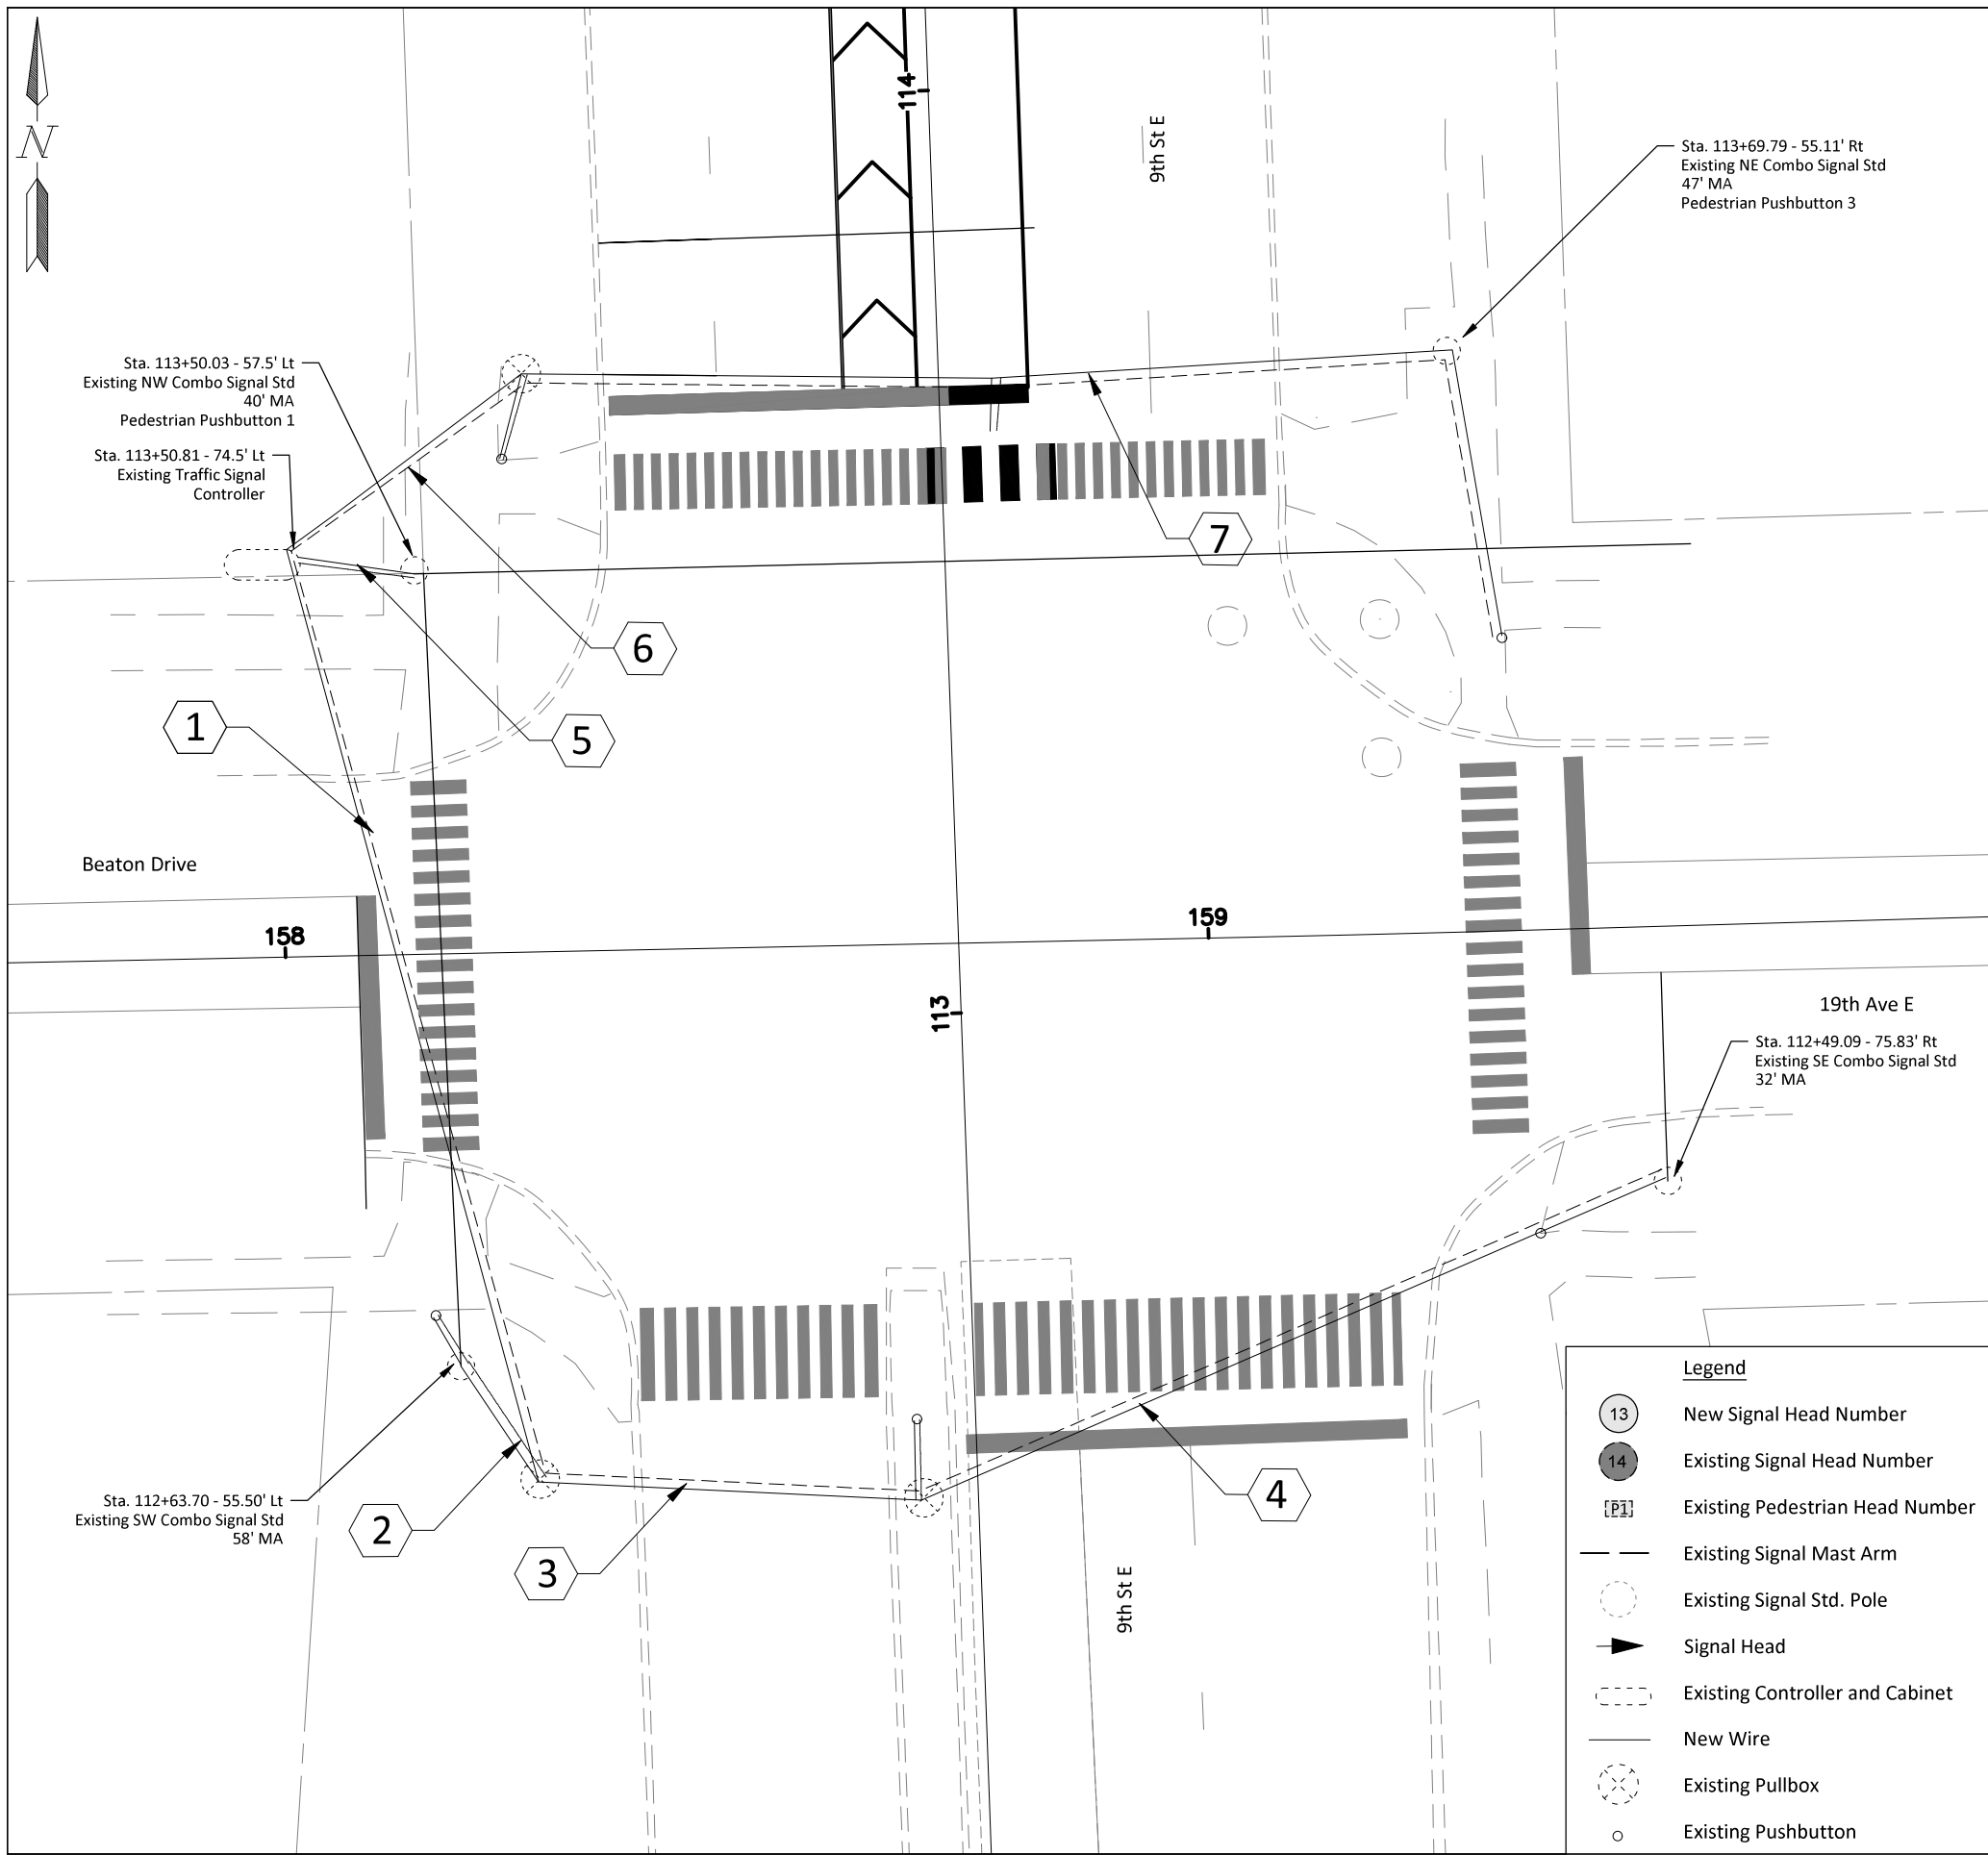 N
114
9th St E
Sta. 113+69.79 - 55.11' Rt
Existing NE Combo Signal Std
47' MA
Pedestrian Pushbutton 3
Sta. 113+50.03 - 57.5' Lt
Existing NW Combo Signal Std
40' MA
Pedestrian Pushbutton 1
Sta. 113+50.81 - 74.5' Lt
Existing Traffic Signal
Controller
7
6
1
5
Beaton Drive
158
159
113
19th Ave E
Sta. 112+49.09 - 75.83' Rt
Existing SE Combo Signal Std
32' MA
Sta. 112+63.70 - 55.50' Lt
Existing SW Combo Signal Std
58' MA
2
3
4
9th St E
Legend
13 New Signal Head Number
14 Existing Signal Head Number
P1 Existing Pedestrian Head Number
Existing Signal Mast Arm
Existing Signal Std. Pole
Signal Head
Existing Controller and Cabinet
New Wire
Existing Pullbox
Existing Pushbutton